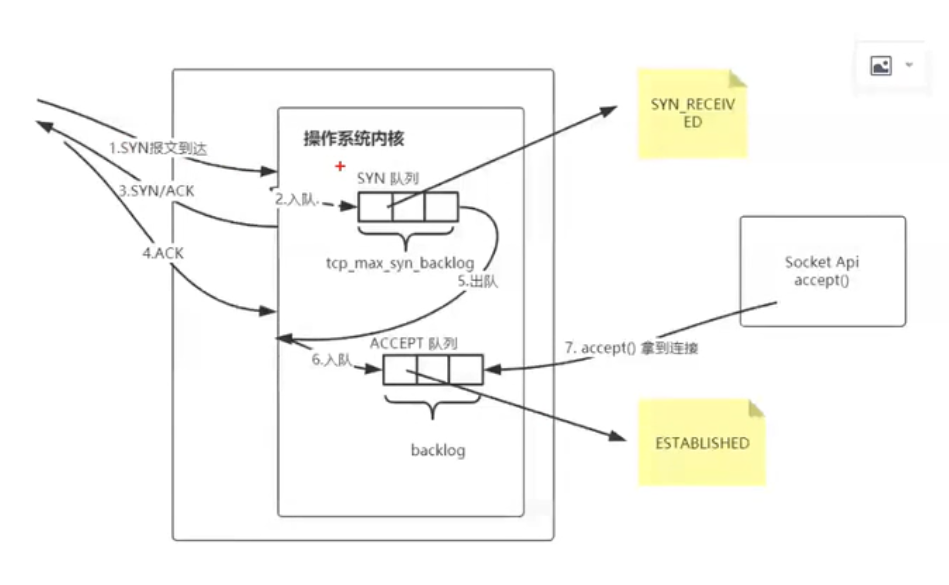 SYN_RECEIV
ED
操作系统内核
1.SYN报文到达
SYN 队列
3.SYN/ACK
2.入队
4.ACK
tcp_max_syn_backlog
Socket Api
accept()
5.出队
ACCEPT 队列
7. accept() 拿到连接
6.入队
ESTABLISHED
backlog